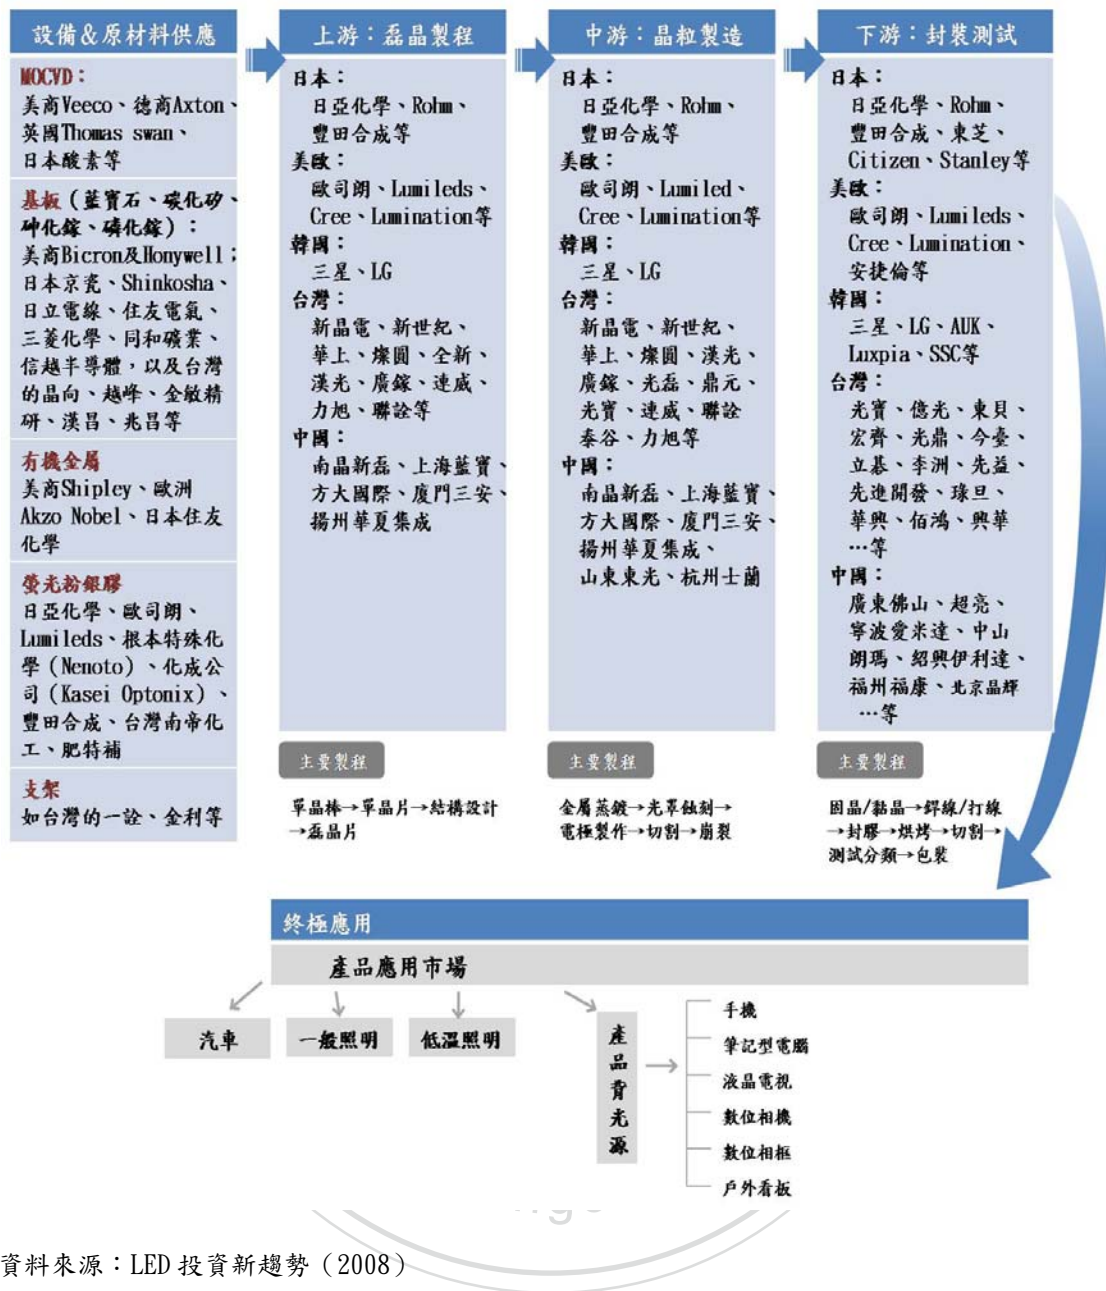 設備&原材料供應
MOCVD：
美商Veeco、德商Axton、
英國Thomas swan、
日本酸素等
基板（藍寶石、碳化矽、
砷化鎵、磷化鎵）：
美商Bicron及Honywell；
日本京瓷、Shinkosha、
日立電線、住友電氣、
三菱化學、同和礦業、
信越半導體，以及台灣
的晶向、越峰、金敏精
研、漢昌、兆昌等
有機金屬
美商Shipley、歐洲
Akzo Nobel、日本住友
化學
螢光粉銀膠
日亞化學、歐司朗、
Lumileds、根本特殊化
學（Nenoto）、化成公
司（Kasei Optonix）、
豐田合成、台灣南帝化
工、肥特補
支架
如台灣的一詮、金利等
上游：磊晶製程
日本：
日亞化學、Rohm、
豐田合成等
美歐：
歐司朗、Lumileds、
Cree、Lumination等
韓國：
三星、LG
台灣：
新晶電、新世紀、
華上、燦圓、全新、
漢光、廣鎵、連威、
力旭、聯詮等
中國：
南晶新磊、上海藍寶、
方大國際、廈門三安、
揚州華夏集成
主要製程
單晶棒→單晶片→結構設計
→磊晶片
中游：晶粒製造
日本：
日亞化學、Rohm、
豐田合成等
美歐：
歐司朗、Lumiled、
Cree、Lumination等
韓國：
三星、LG
台灣：
新晶電、新世紀、
華上、燦圓、漢光、
廣鎵、光磊、鼎元、
光寶、連威、聯詮
泰谷、力旭等
中國：
南晶新磊、上海藍寶、
方大國際、廈門三安、
揚州華夏集成、
山東東光、杭州士蘭
主要製程
金屬蒸鍍→光罩蝕刻→
電極製作→切割→崩裂
下游：封裝測試
日本：
日亞化學、Rohm、
豐田合成、東芝、
Citizen、Stanley等
美歐：
歐司朗、Lumileds、
Cree、Lumination、
安捷倫等
韓國：
三星、LG、AUK、
Luxpia、SSC等
台灣：
光寶、億光、東貝、
宏齊、光鼎、今臺、
立碁、李洲、先益、
先進開發、琭旦、
華興、佰鴻、興華
…等
中國：
廣東佛山、超亮、
寧波愛米達、中山
朗瑪、紹興伊利達、
福州福康、北京晶輝
…等
主要製程
固晶/黏晶→銲線/打線
→封膠→烘烤→切割→
測試分類→包裝
終極應用
產品應用市場
汽車
一般照明
低溫照明
產品背光源
手機
筆記型電腦
液晶電視
數位相機
數位相框
戶外看板
資料來源：LED 投資新趨勢（2008）